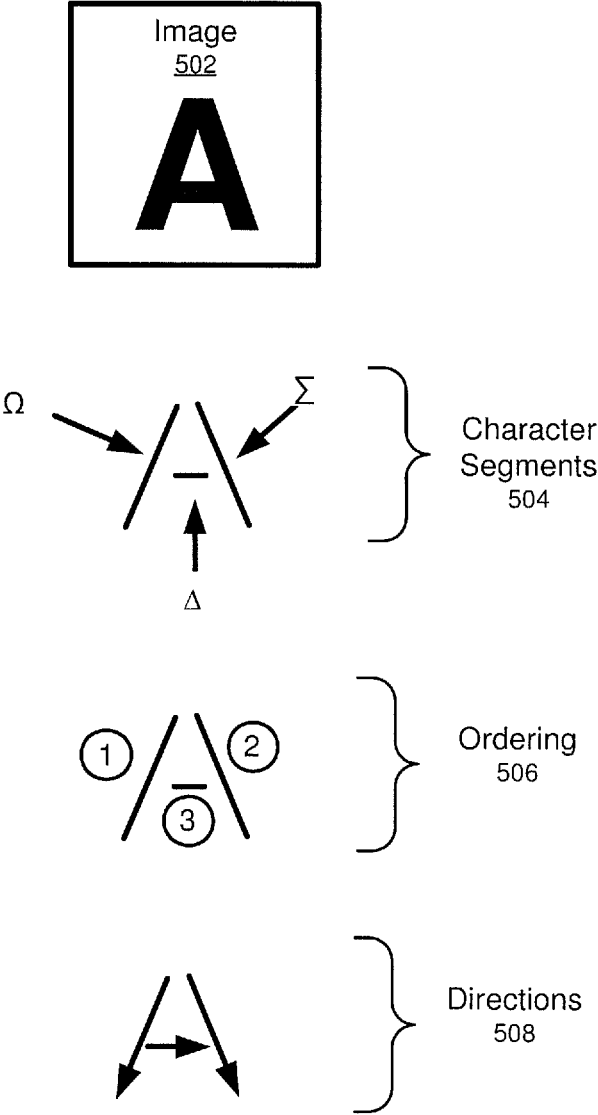 Image
502
A
Ω
Σ
Character
Segments
504
Δ
1
2
Ordering
506
3
Directions
508